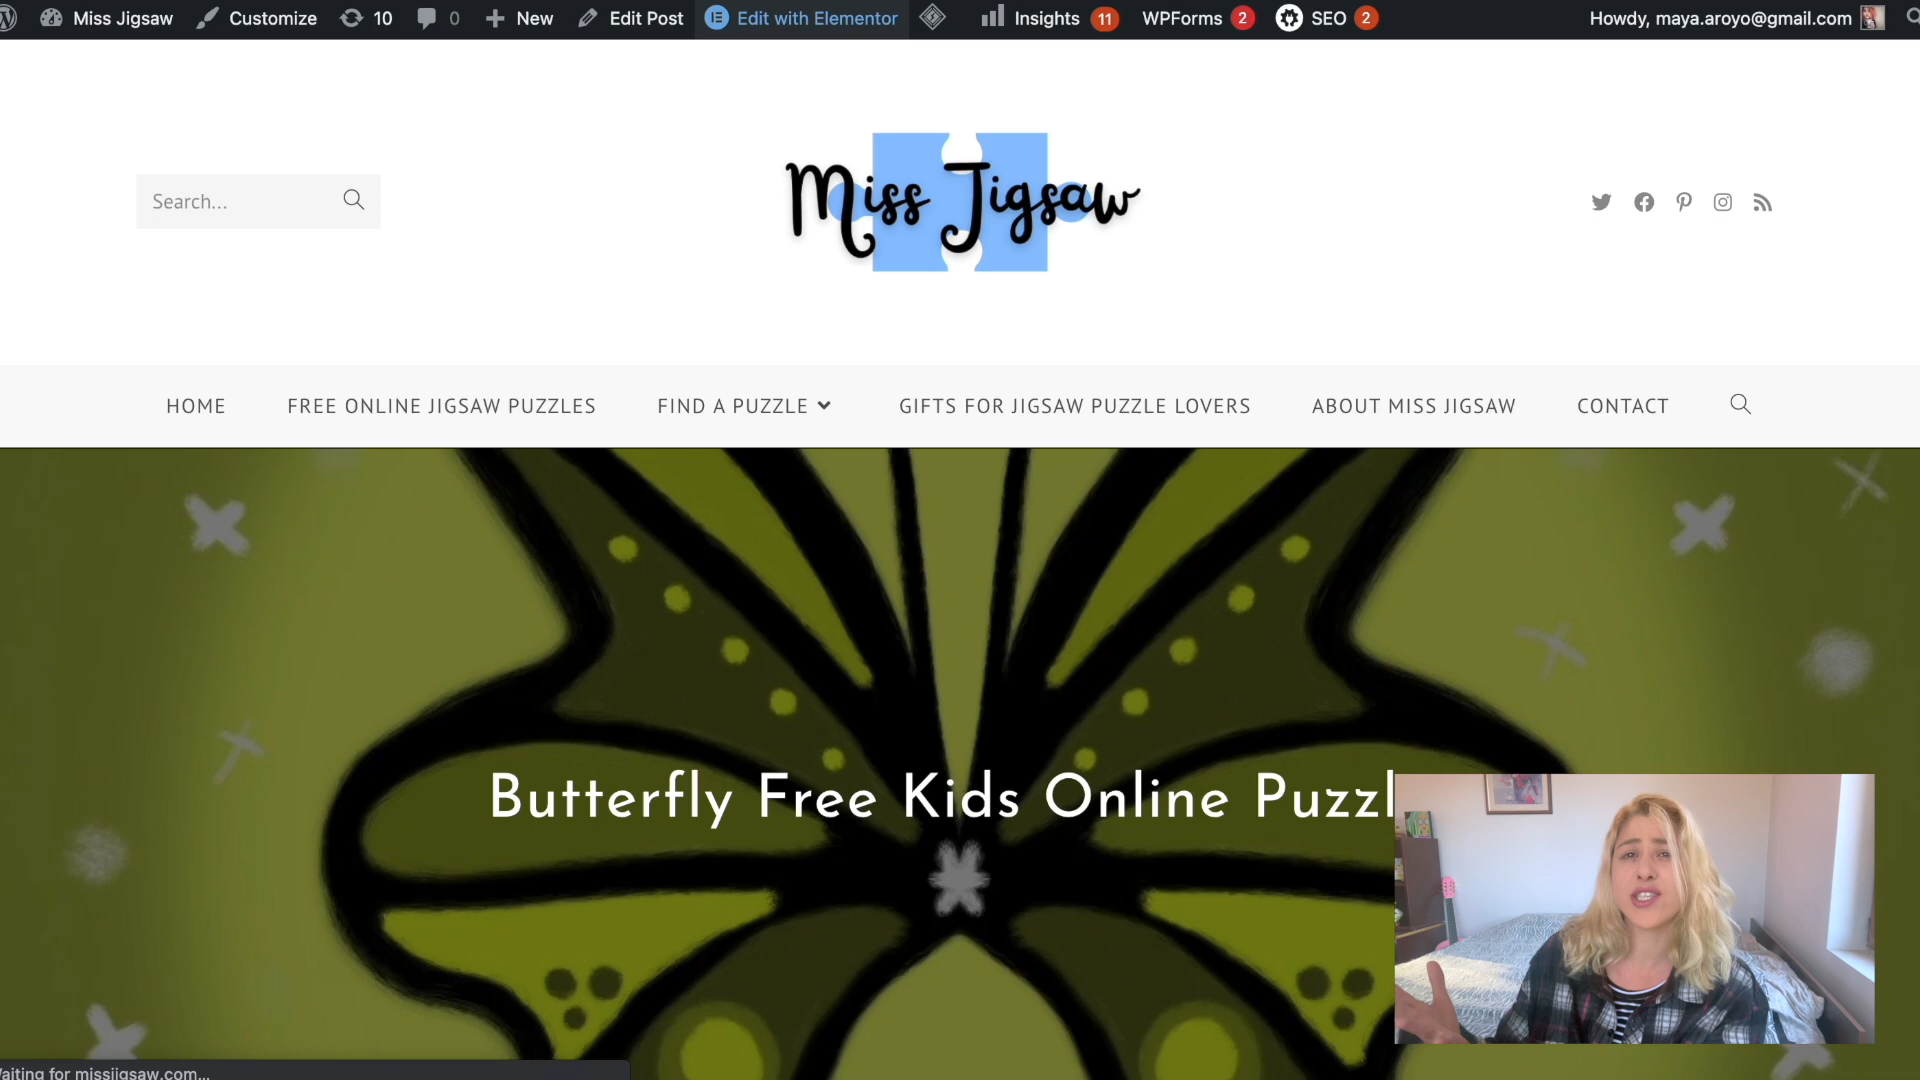 Miss Jigsaw Customize 10 0 New Edit Post Edit with Elementor Insights 11 WPForms 2 SEO 2 Howdy, maya.aroyo@gmail.com
Search...
Miss Jigsaw
HOME FREE ONLINE JIGSAW PUZZLES FIND A PUZZLE GIFTS FOR JIGSAW PUZZLE LOVERS ABOUT MISS JIGSAW CONTACT
Butterfly Free Kids Online Puzzl
for missjigsaw.com...